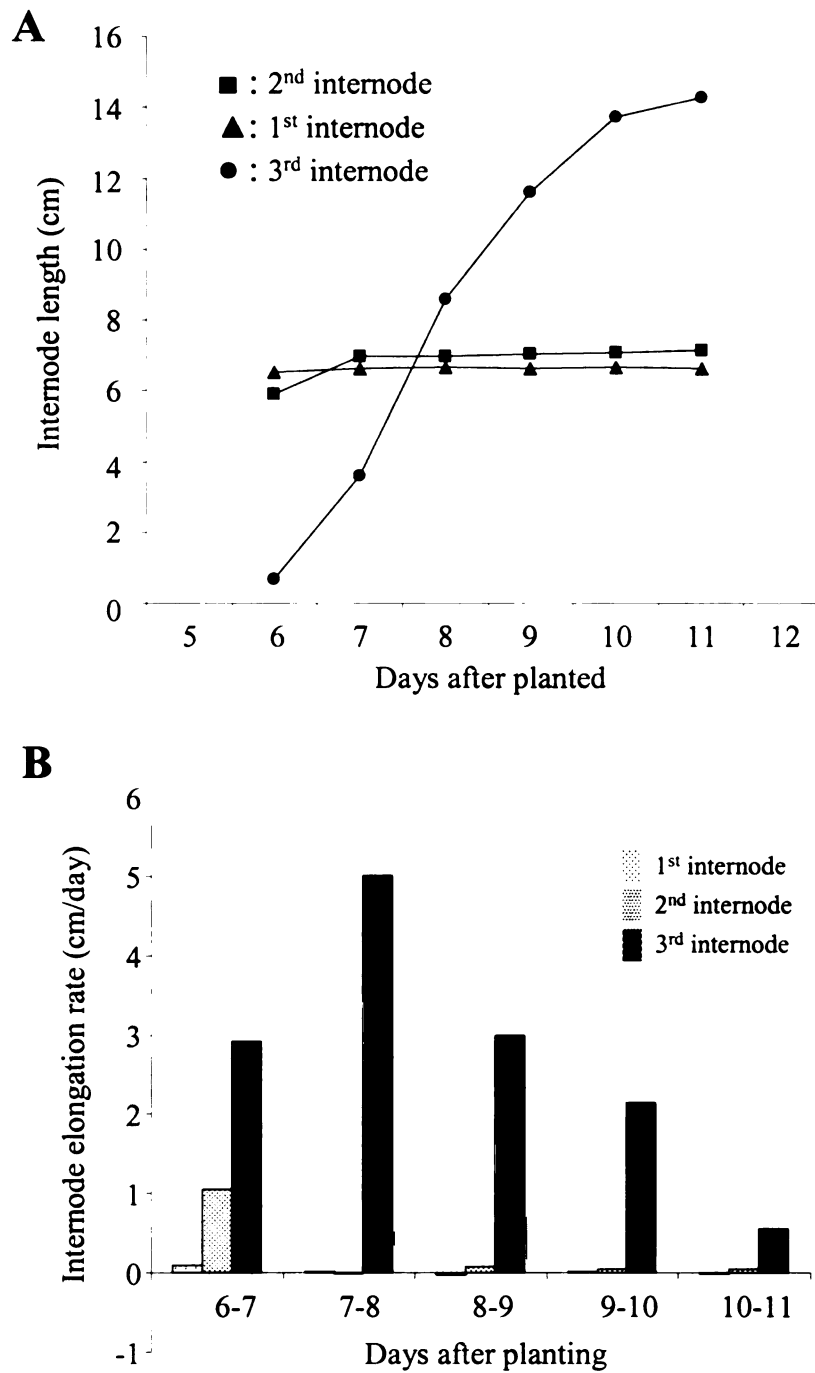 A
16
14
12
10
8
6
4
2
0
Internode length (cm)
■ : 2nd internode
▲ : 1st internode
● : 3rd internode
5 6 7 8 9 10 11 12
Days after planted
B
6
5
4
3
2
1
0
-1
Internode elongation rate (cm/day)
1st internode
2nd internode
3rd internode
6-7 7-8 8-9 9-10 10-11
Days after planting